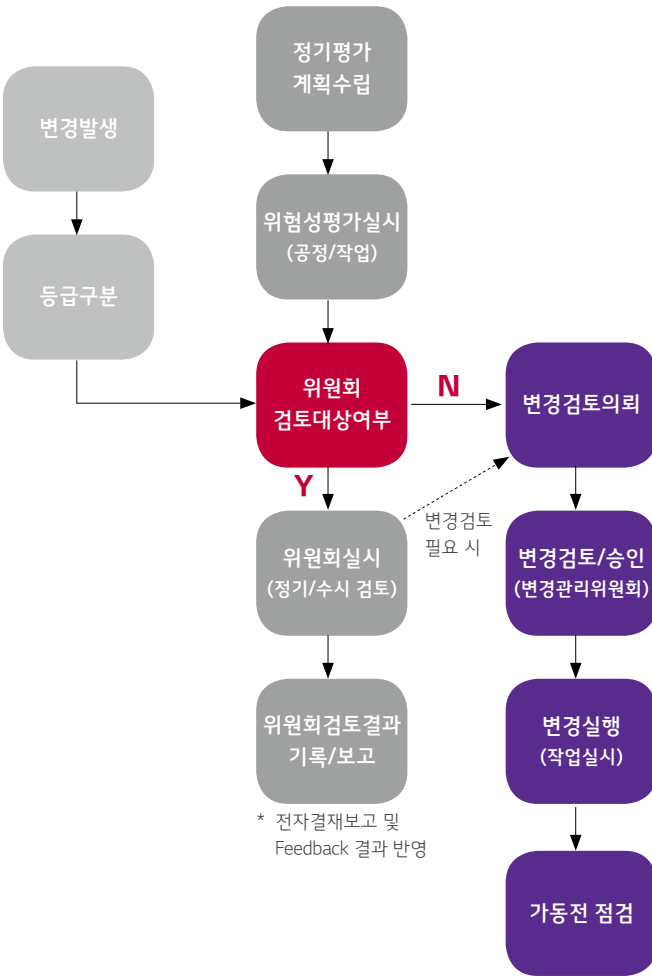 정기평가
계획수립
변경발생
위험성평가실시
(공정/작업)
등급구분
위원회
검토대상여부
N
변경검토의뢰
Y
변경검토
필요 시
위원회실시
(정기/수시 검토)
변경검토/승인
(변경관리위원회)
위원회검토결과
기록/보고
변경실행
(작업실시)
* 전자결재보고 및
Feedback 결과 반영
가동전 점검